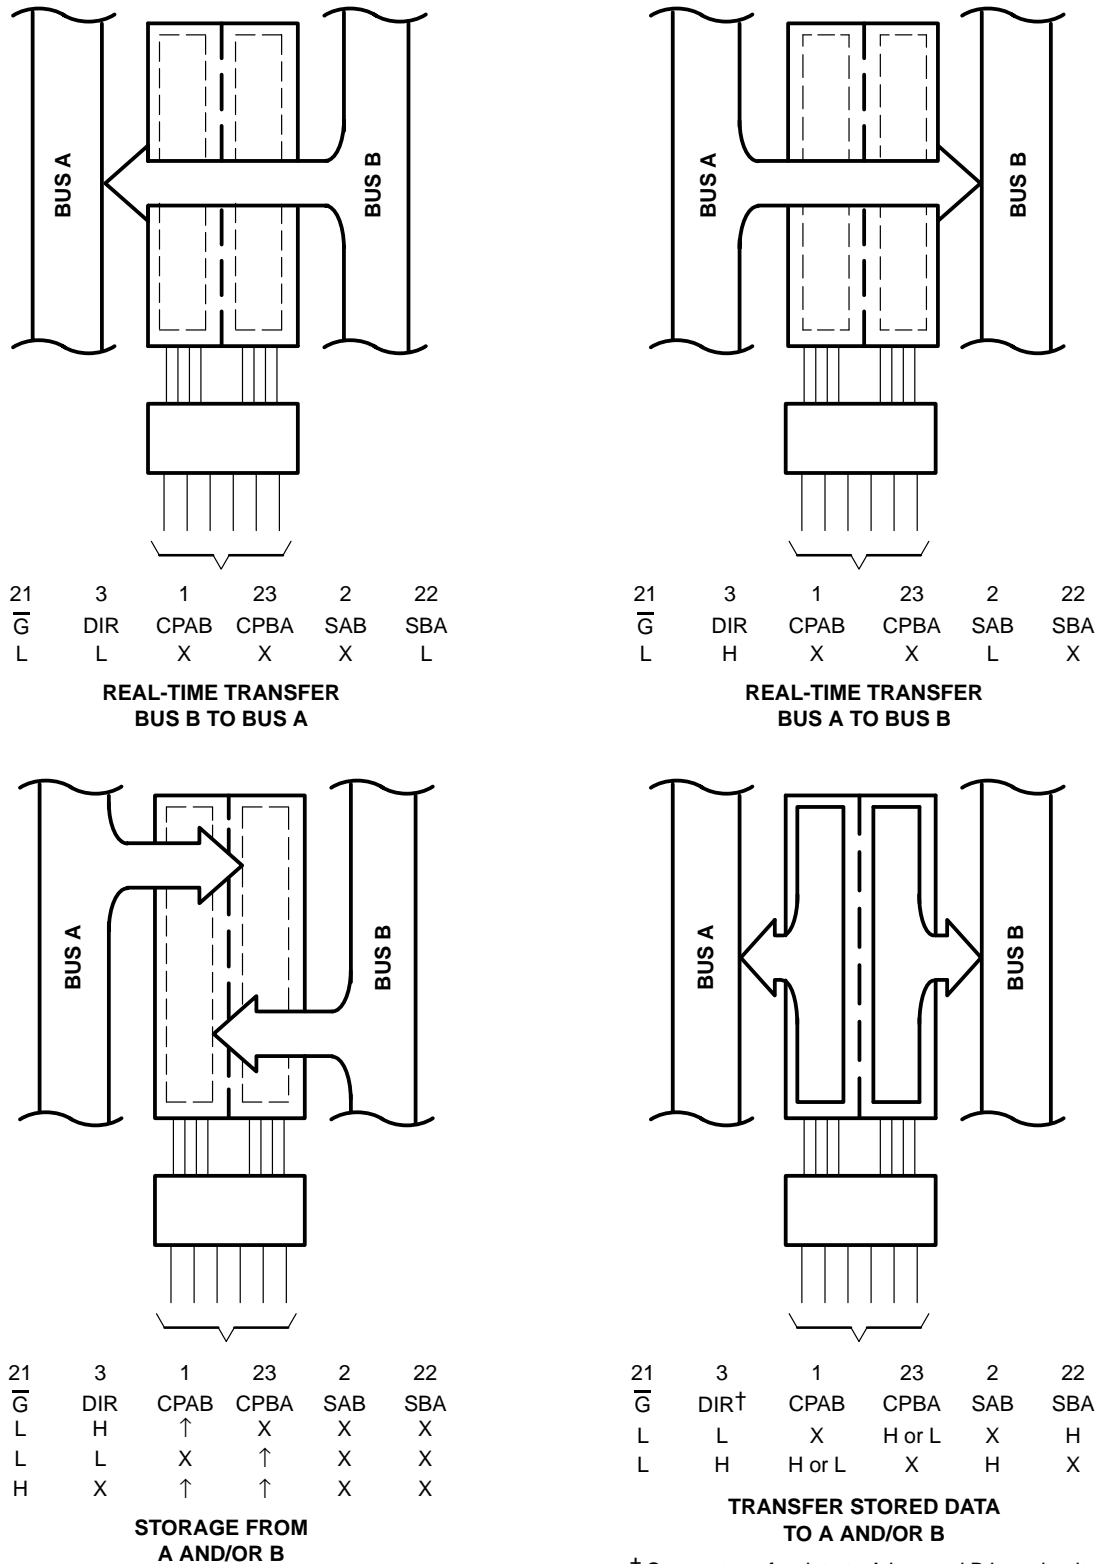 BUS A
BUS B
21 3 1 23 2 22
G̅ DIR CPAB CPBA SAB SBA
L L X X X L
REAL-TIME TRANSFER
BUS B TO BUS A
BUS A
BUS B
21 3 1 23 2 22
G̅ DIR CPAB CPBA SAB SBA
L H X X L X
REAL-TIME TRANSFER
BUS A TO BUS B
BUS A
BUS B
21 3 1 23 2 22
G̅ DIR CPAB CPBA SAB SBA
L H ↑ X X X
L L X ↑ X X
H X ↑ ↑ X X
STORAGE FROM
A AND/OR B
BUS A
BUS B
21 3 1 23 2 22
G̅ DIR† CPAB CPBA SAB SBA
L L X H or L X H
L H H or L X H X
TRANSFER STORED DATA
TO A AND/OR B